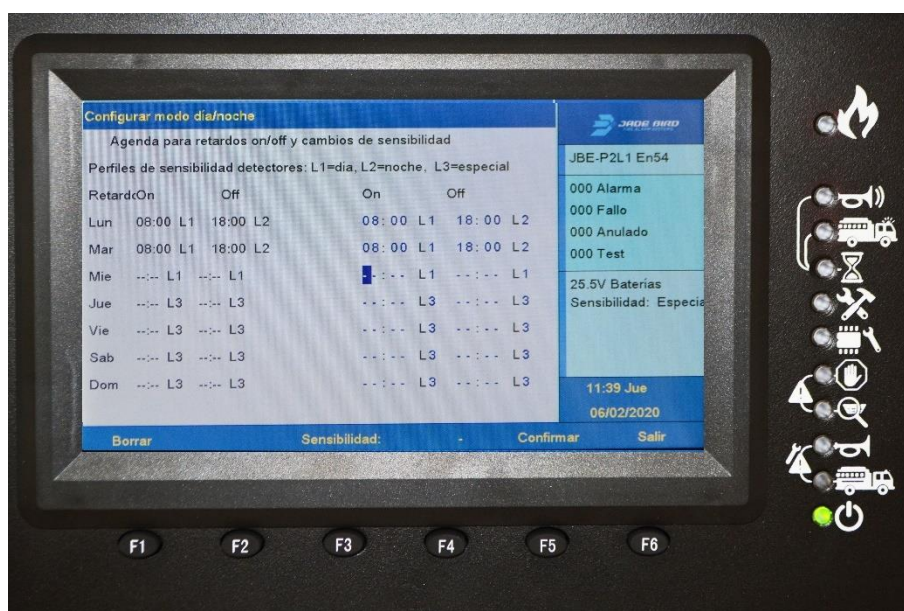 Configurar modo dia/noche
Agenda para retardos on/off y cambios de sensibilidad
Perfiles de sensibilidad detectores: L1=dia, L2=noche, L3=especial
Retard On Off On Off
Lun 08:00 L1 18:00 L2 08:00 L1 18:00 L2
Mar 08:00 L1 18:00 L2 08:00 L1 18:00 L2
Mie --:-- L1 --:-- L1 --:-- L1 --:-- L1
Jue --:-- L3 --:-- L3 --:-- L3 --:-- L3
Vie --:-- L3 --:-- L3 --:-- L3 --:-- L3
Sab --:-- L3 --:-- L3 --:-- L3 --:-- L3
Dom --:-- L3 --:-- L3 --:-- L3 --:-- L3
Borrar Sensibilidad: - Confirmar Salir
JADE BIRD
JBE-P2L1 En54
000 Alarma
000 Fallo
000 Anulado
000 Test
25.5V Baterias
Sensibilidad: Especia
11:39 Jue
06/02/2020
F1 F2 F3 F4 F5 F6